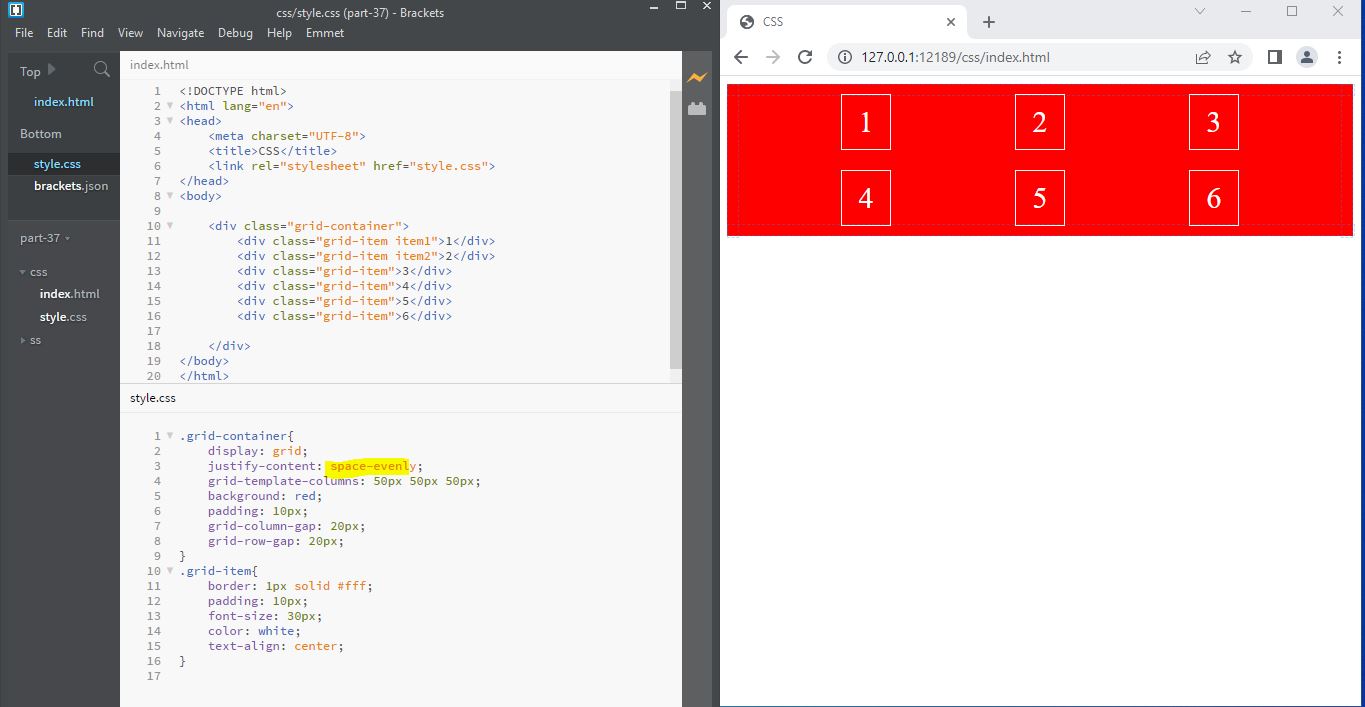 css/style.css (part-37) - Brackets
File Edit Find View Navigate Debug Help Emmet
Top
index.html
Bottom
style.css
brackets.json
part-37
css
index.html
style.css
ss
index.html
1 <!DOCTYPE html>
2 <html lang="en">
3 <head>
4 <meta charset="UTF-8">
5 <title>CSS</title>
6 <link rel="stylesheet" href="style.css">
7 </head>
8 <body>
9
10 <div class="grid-container">
11 <div class="grid-item item1">1</div>
12 <div class="grid-item item2">2</div>
13 <div class="grid-item">3</div>
14 <div class="grid-item">4</div>
15 <div class="grid-item">5</div>
16 <div class="grid-item">6</div>
17
18 </div>
19 </body>
20 </html>
style.css
1 .grid-container{
2 display: grid;
3 justify-content: space-evenly;
4 grid-template-columns: 50px 50px 50px;
5 background: red;
6 padding: 10px;
7 grid-column-gap: 20px;
8 grid-row-gap: 20px;
9 }
10 .grid-item{
11 border: 1px solid #fff;
12 padding: 10px;
13 font-size: 30px;
14 color: white;
15 text-align: center;
16 }
17
CSS
127.0.0.1:12189/css/index.html
1 2 3
4 5 6